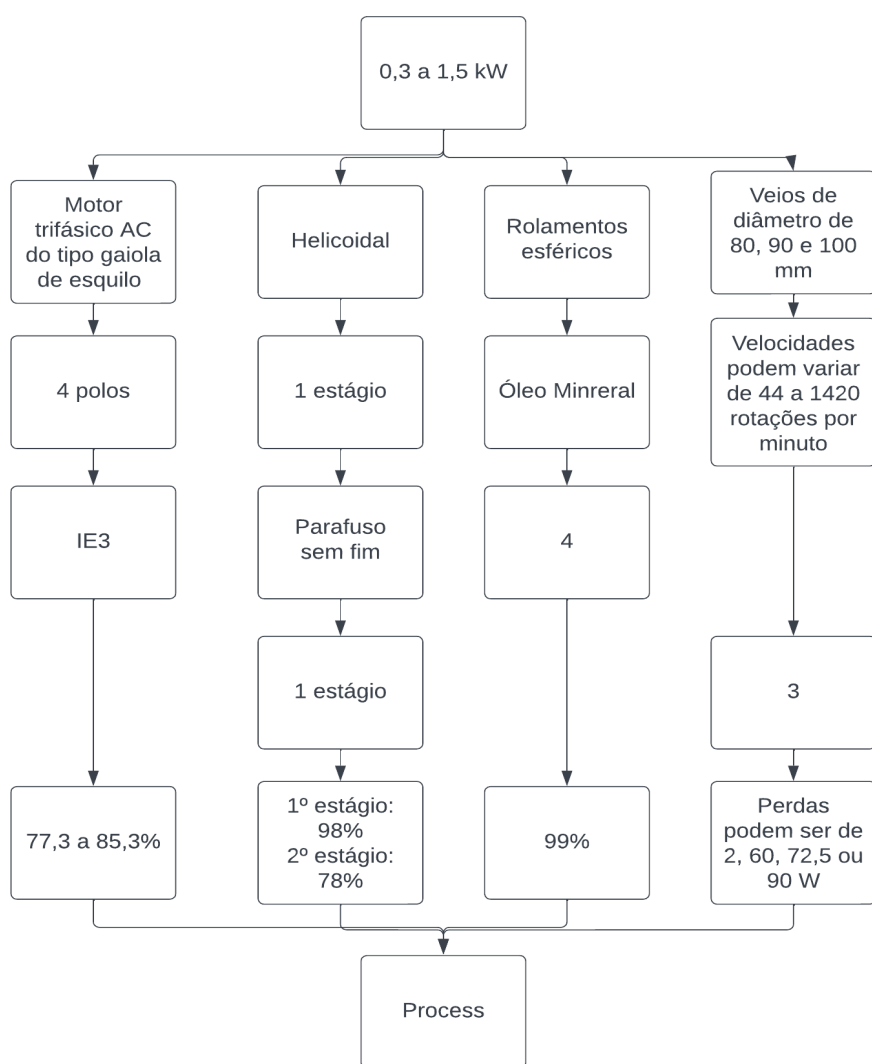 0,3 a 1,5 kW
Motor
trifásico AC
do tipo gaiola
de esquilo
Helicoidal
Rolamentos
esféricos
Veios de
diâmetro de
80, 90 e 100
mm
4 polos
1 estágio
Óleo Minreral
Velocidades
podem variar
de 44 a 1420
rotações por
minuto
IE3
Parafuso
sem fim
4
1 estágio
3
77,3 a 85,3%
1º estágio:
98%
2º estágio:
78%
99%
Perdas
podem ser de
2, 60, 72,5 ou
90 W
Process